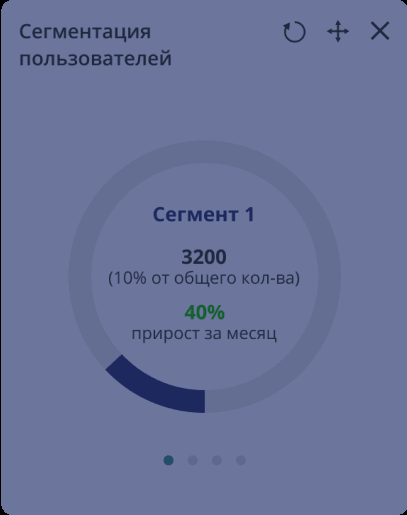 Сегментация
пользователей
Сегмент 1
3200
(10% от общего кол-ва)
40%
прирост за месяц